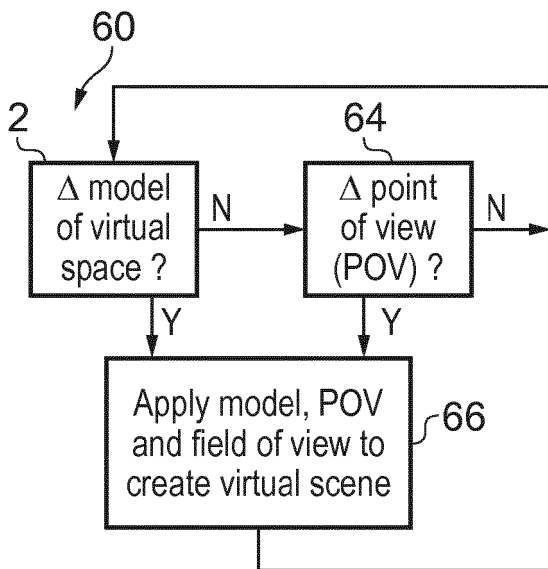 60
2
64
Δ model
of virtual
space ?
N
Δ point
of view
(POV) ?
N
Y
Y
Apply model, POV
and field of view to
create virtual scene
66